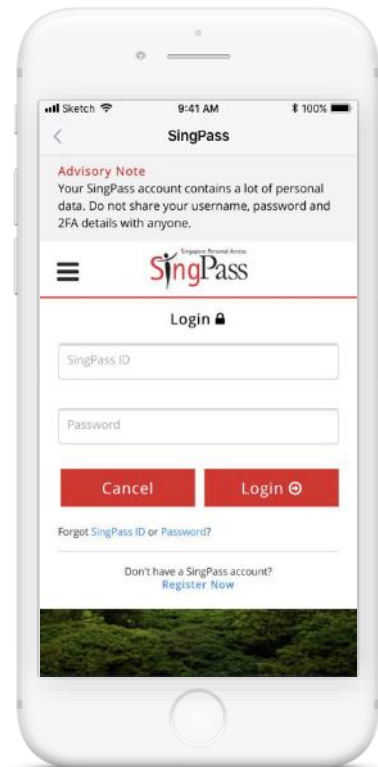 Sketch 9:41 AM 100%
SingPass
Advisory Note
Your SingPass account contains a lot of personal
data. Do not share your username, password and
2FA details with anyone.
Singapore Personal Access
SingPass
Login
SingPass ID
Password
Cancel Login
Forgot SingPass ID or Password?
Don't have a SingPass account?
Register Now